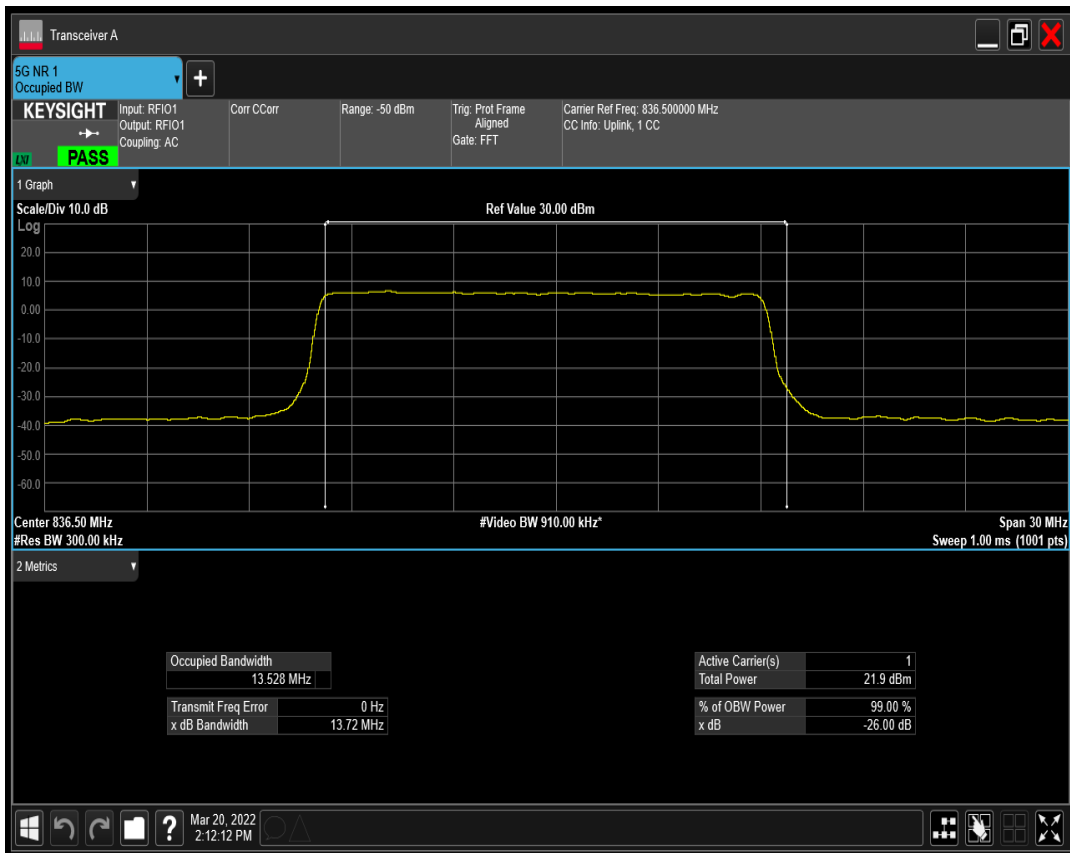 Transceiver A
5G NR 1
Occupied BW
+
KEYSIGHT
LXI
PASS
Input: RFIO1
Output: RFIO1
Coupling: AC
Corr CCorr
Range: -50 dBm
Trig: Prot Frame
Aligned
Gate: FFT
Carrier Ref Freq: 836.500000 MHz
CC Info: Uplink, 1 CC
1 Graph
Scale/Div 10.0 dB
Ref Value 30.00 dBm
Log
20.0
10.0
0.00
-10.0
-20.0
-30.0
-40.0
-50.0
-60.0
Center 836.50 MHz
#Video BW 910.00 kHz*
Span 30 MHz
#Res BW 300.00 kHz
Sweep 1.00 ms (1001 pts)
2 Metrics
Occupied Bandwidth
13.528 MHz
Transmit Freq Error 0 Hz
x dB Bandwidth 13.72 MHz
Active Carrier(s) 1
Total Power 21.9 dBm
% of OBW Power 99.00 %
x dB -26.00 dB
?
Mar 20, 2022
2:12:12 PM